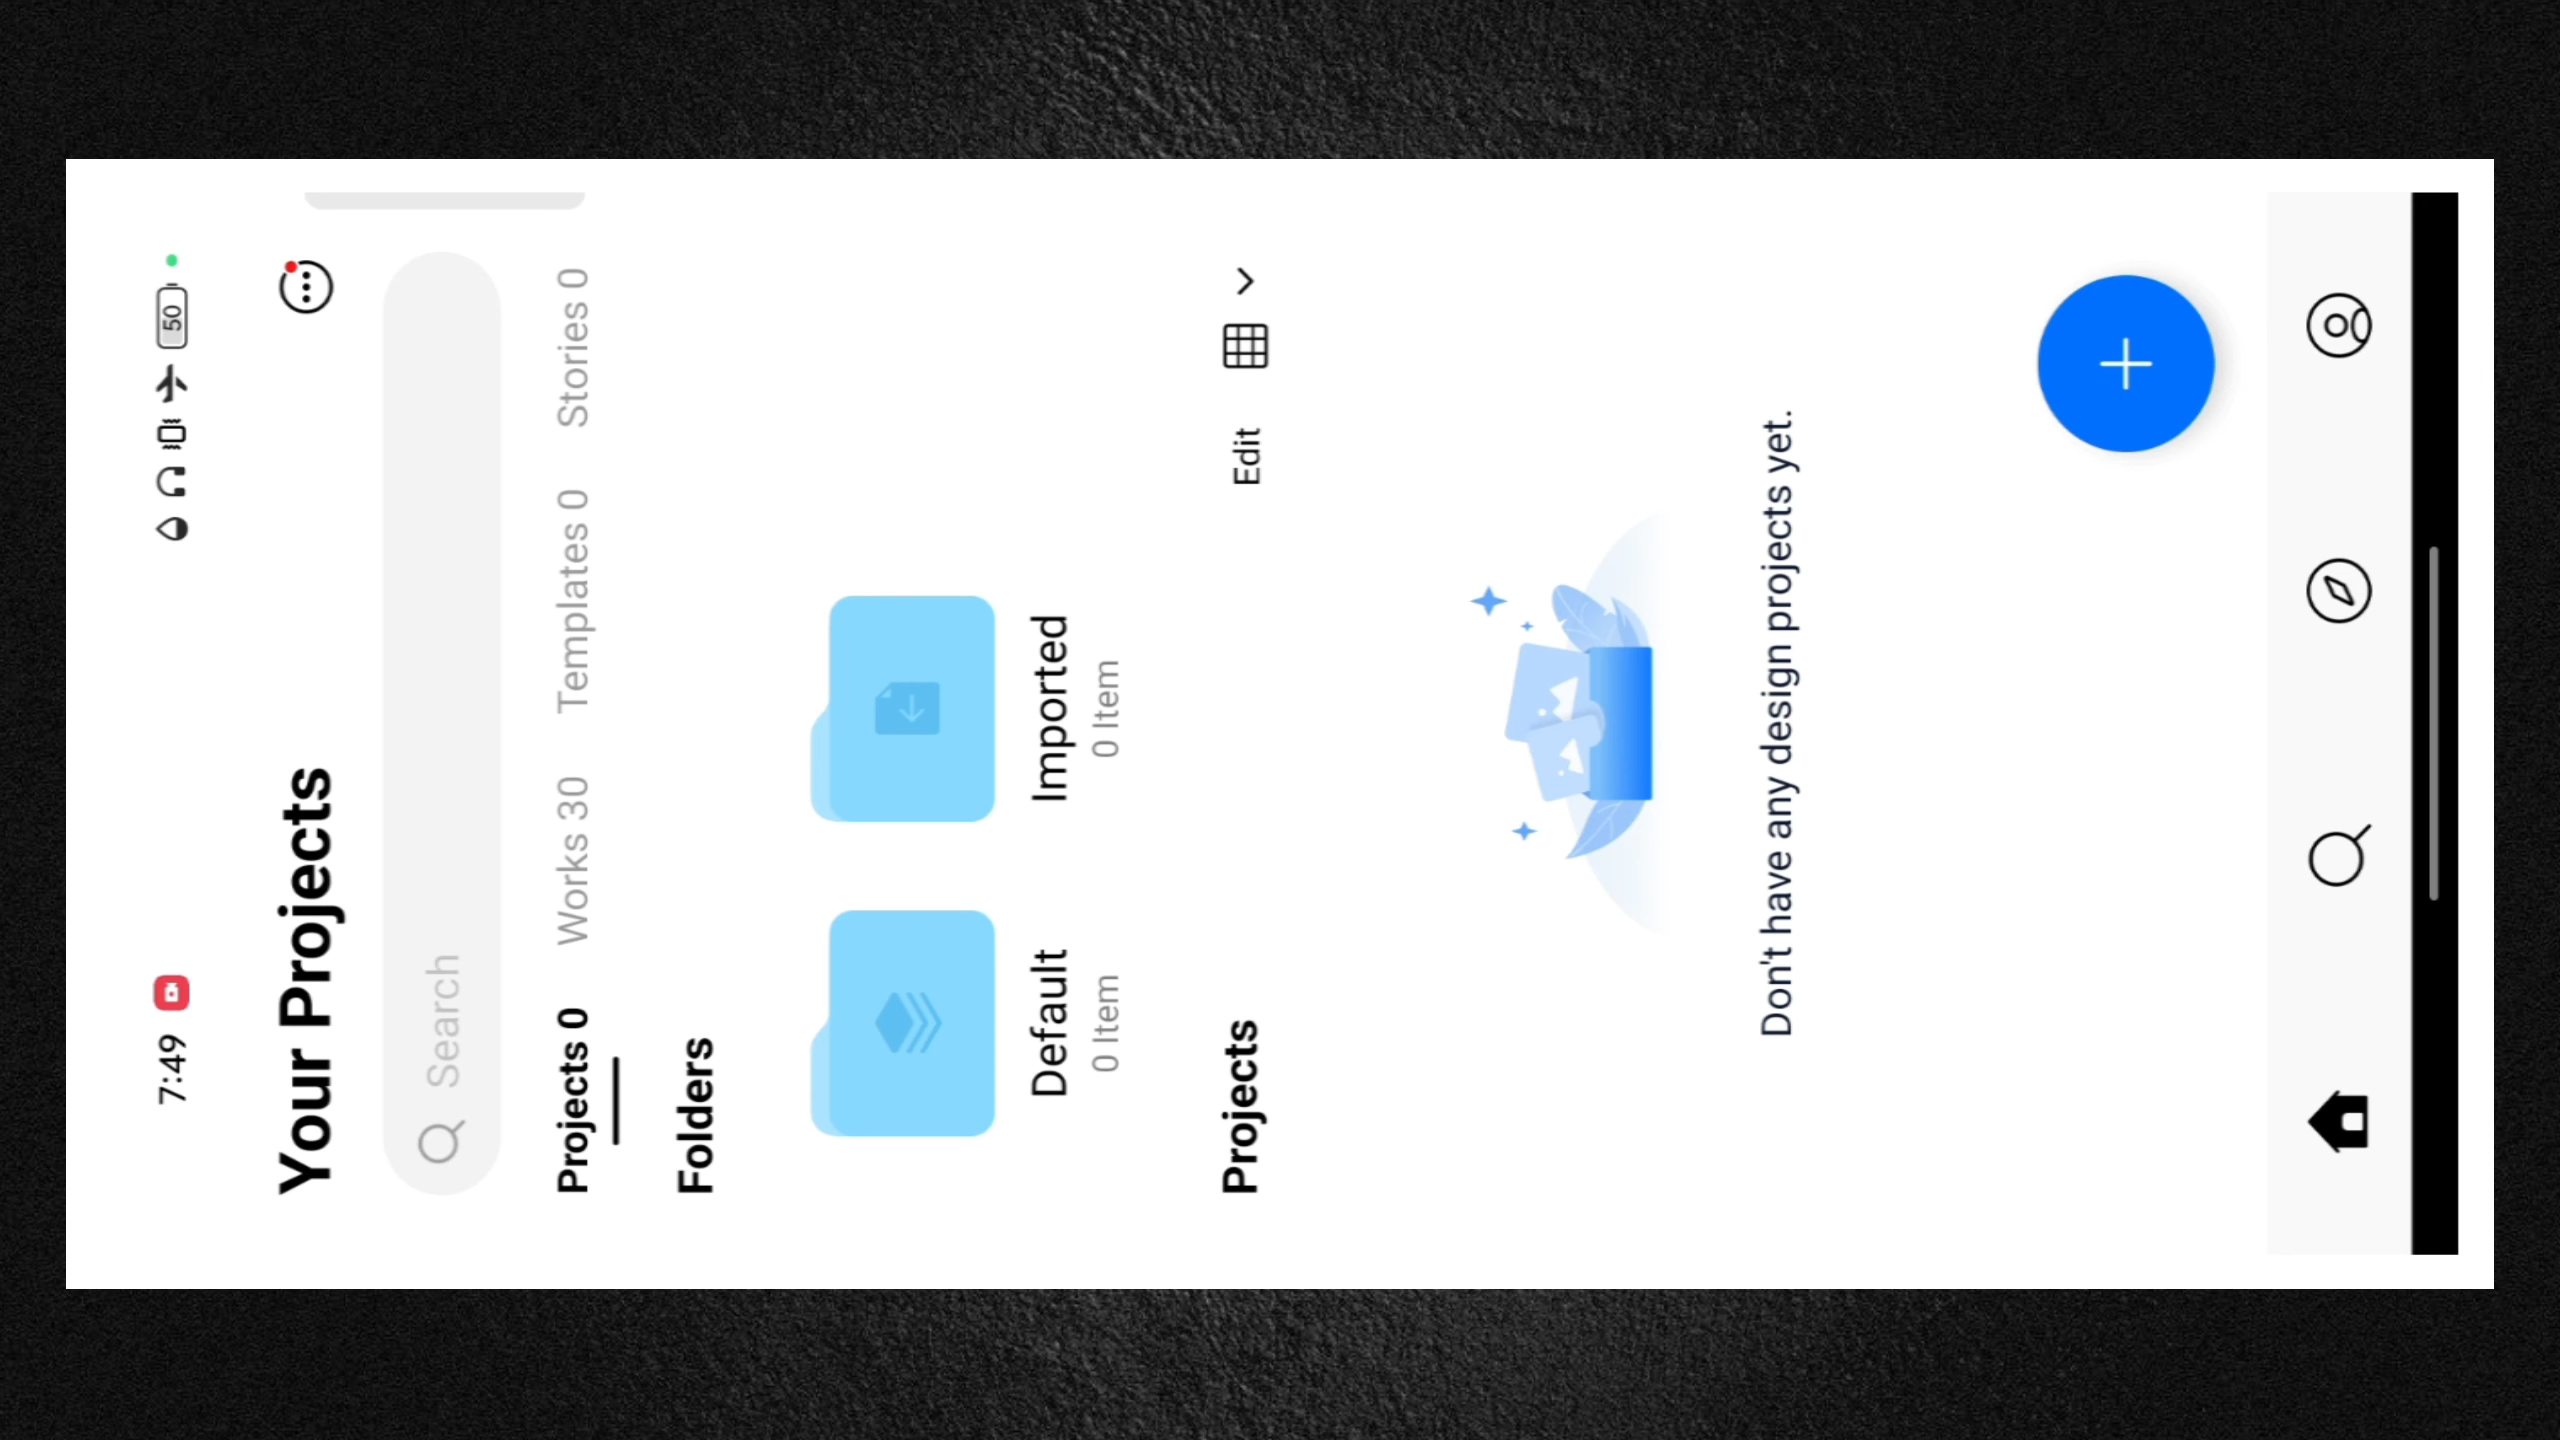 7:49
50
Your Projects
Search
Projects 0 Works 30 Templates 0 Stories 0
Folders
Default Imported
0 Item 0 Item
Projects Edit
Don't have any design projects yet.